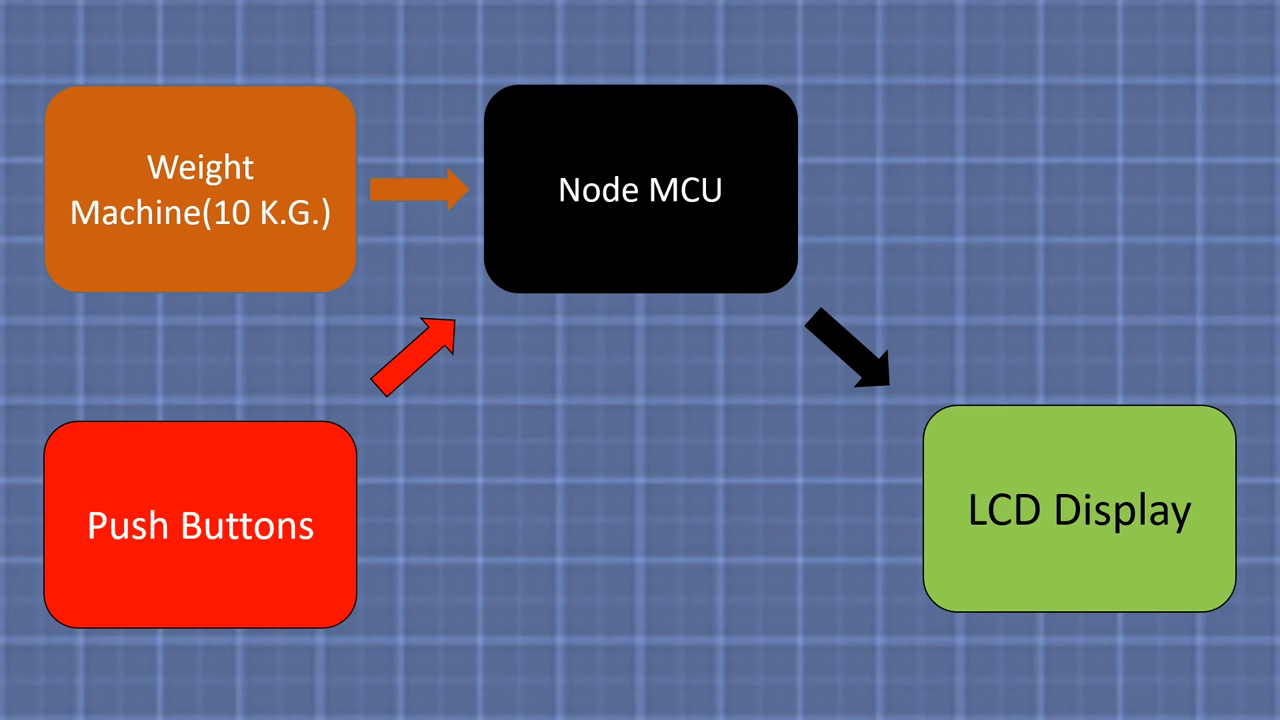 Weight
Machine(10 K.G.)
Node MCU
Push Buttons
LCD Display